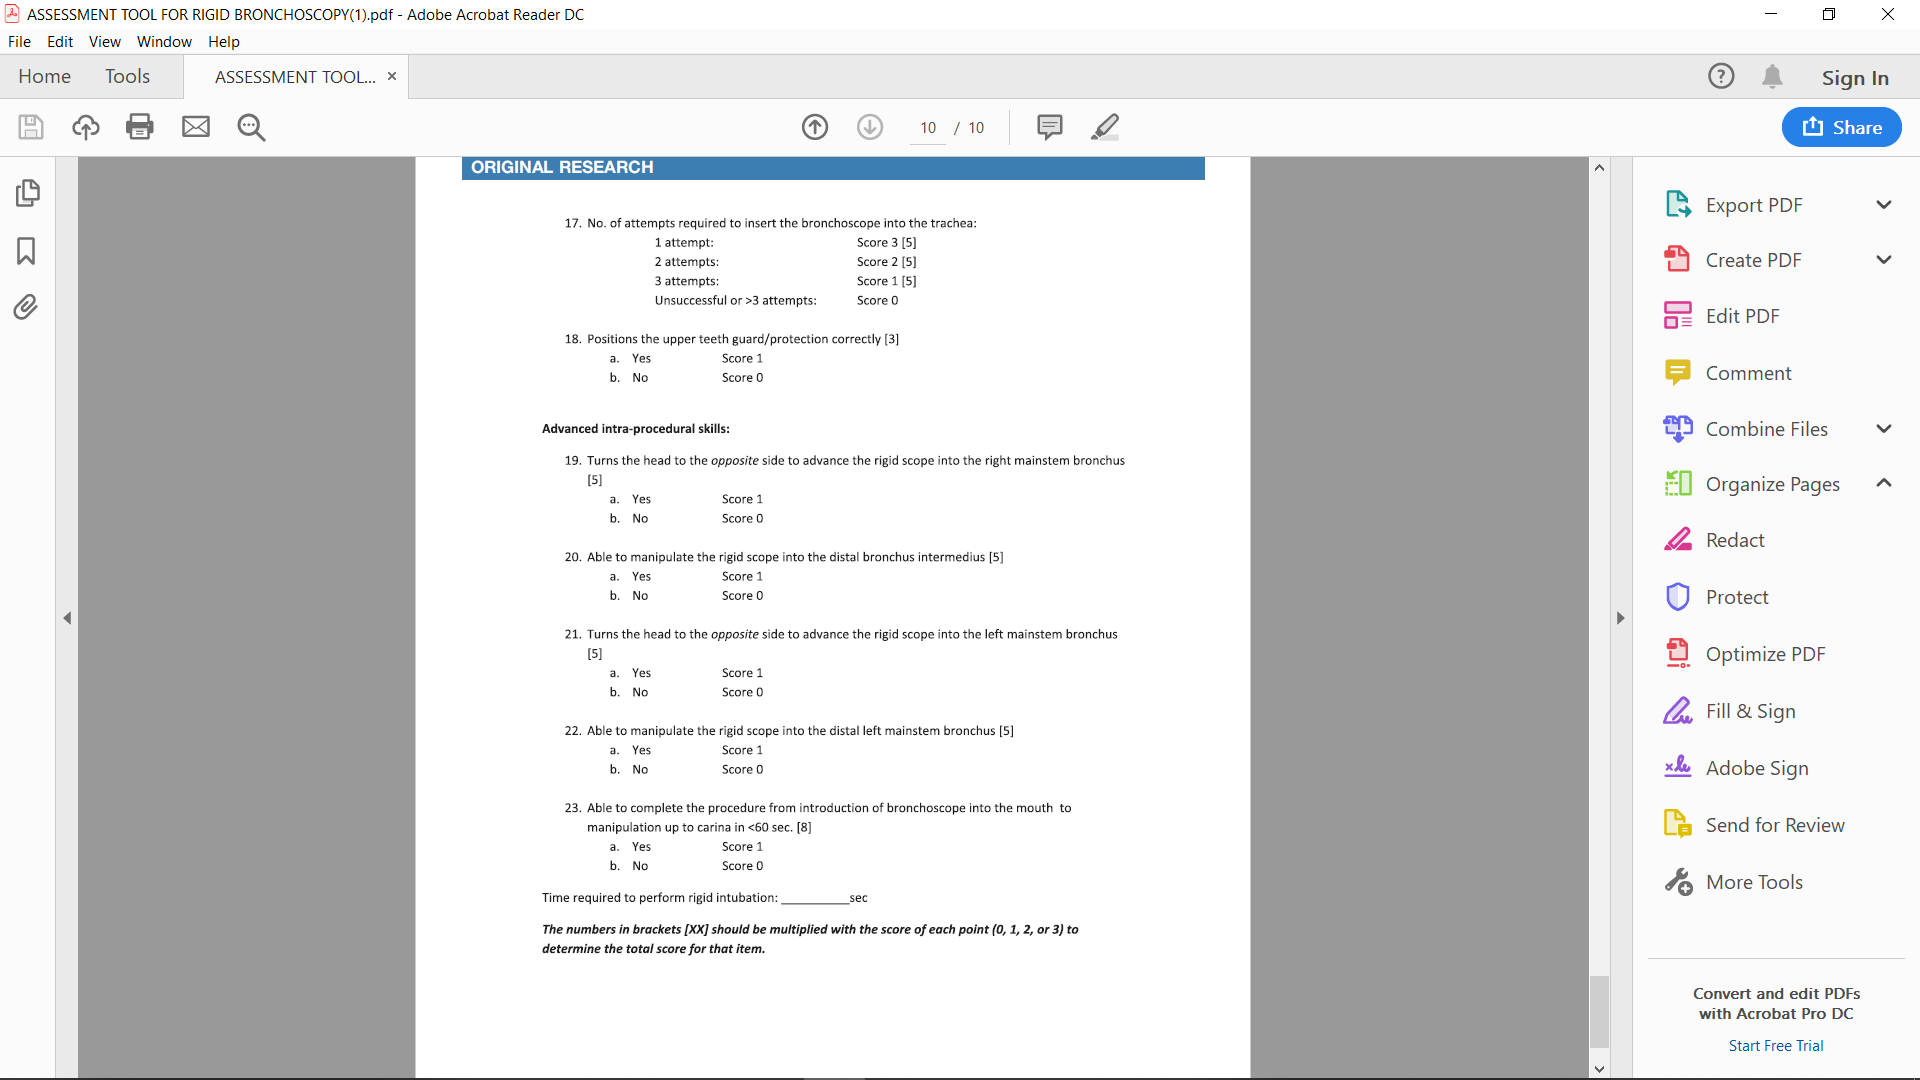 ASSESSMENT TOOL FOR RIGID BRONCHOSCOPY(1).pdf - Adobe Acrobat Reader DC
File Edit View Window Help
Home Tools ASSESSMENT TOOL... × Sign In
10 / 10 Share
ORIGINAL RESEARCH
17. No. of attempts required to insert the bronchoscope into the trachea:
1 attempt: Score 3 [5]
2 attempts: Score 2 [5]
3 attempts: Score 1 [5]
Unsuccessful or >3 attempts: Score 0
18. Positions the upper teeth guard/protection correctly [3]
a. Yes Score 1
b. No Score 0
Advanced intra-procedural skills:
19. Turns the head to the opposite side to advance the rigid scope into the right mainstem bronchus
[5]
a. Yes Score 1
b. No Score 0
20. Able to manipulate the rigid scope into the distal bronchus intermedius [5]
a. Yes Score 1
b. No Score 0
21. Turns the head to the opposite side to advance the rigid scope into the left mainstem bronchus
[5]
a. Yes Score 1
b. No Score 0
22. Able to manipulate the rigid scope into the distal left mainstem bronchus [5]
a. Yes Score 1
b. No Score 0
23. Able to complete the procedure from introduction of bronchoscope into the mouth to
manipulation up to carina in <60 sec. [8]
a. Yes Score 1
b. No Score 0
Time required to perform rigid intubation: __________sec
The numbers in brackets [XX] should be multiplied with the score of each point (0, 1, 2, or 3) to
determine the total score for that item.
Export PDF
Create PDF
Edit PDF
Comment
Combine Files
Organize Pages
Redact
Protect
Optimize PDF
Fill & Sign
Adobe Sign
Send for Review
More Tools
Convert and edit PDFs
with Acrobat Pro DC
Start Free Trial